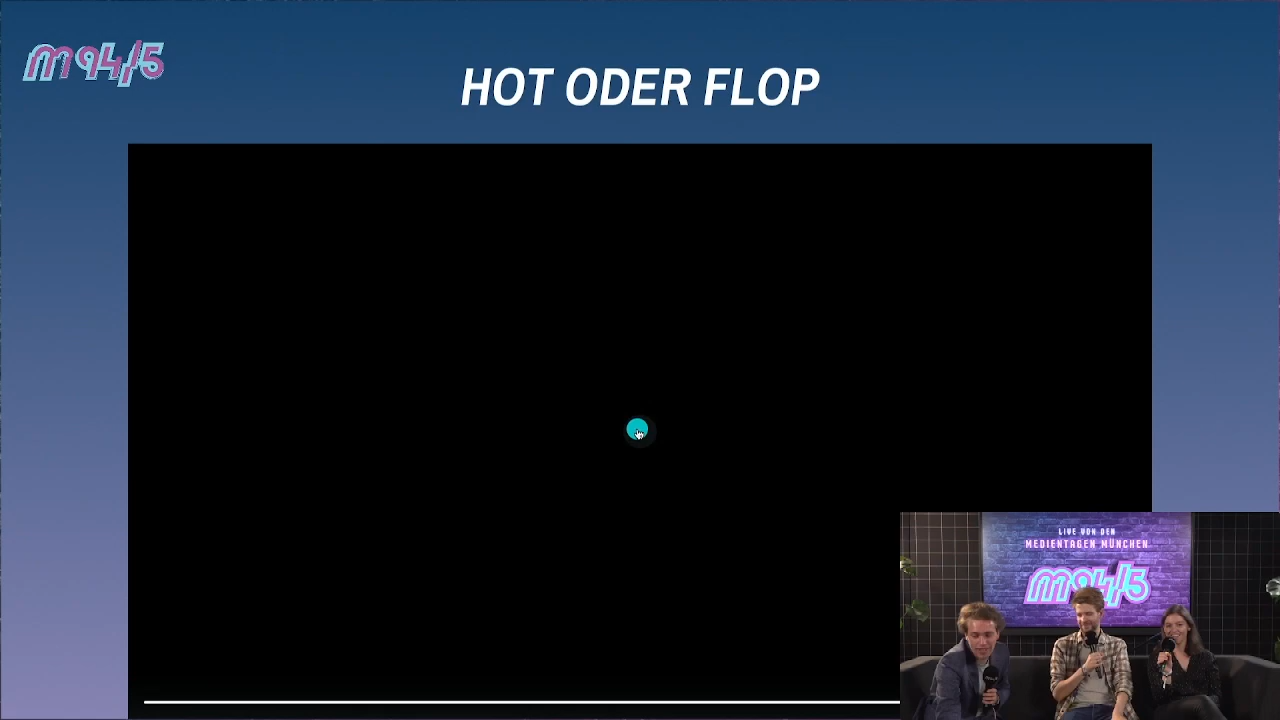 M94/5
HOT ODER FLOP
LIVE VON DEN
MEDIENTAGEN MÜNCHEN
M94/5